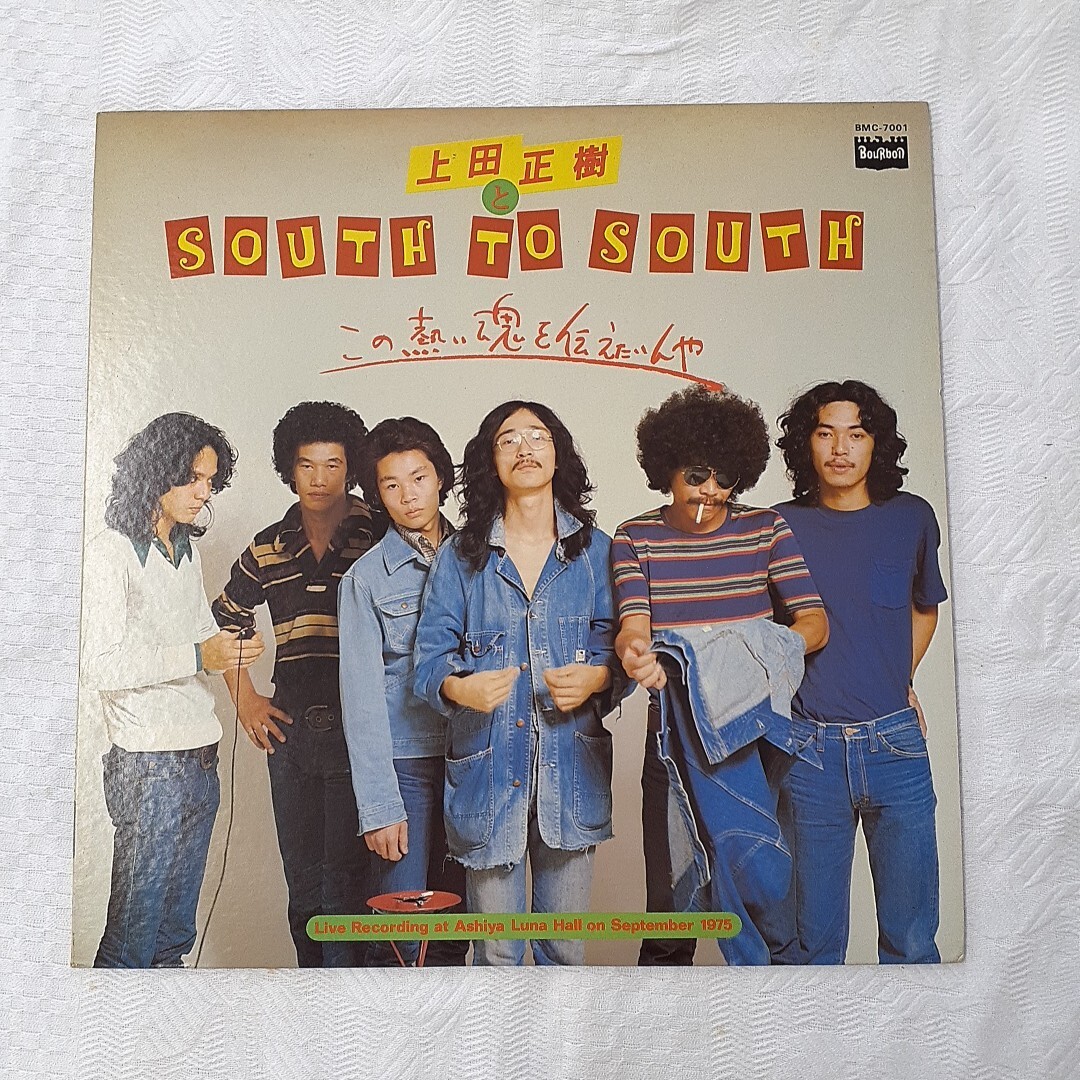 BMC-7001
BOURBON
上田正樹
と
SOUTH TO SOUTH
この熱い魂を伝えたいんや
Live Recording at Ashiya Luna Hall on September 1975